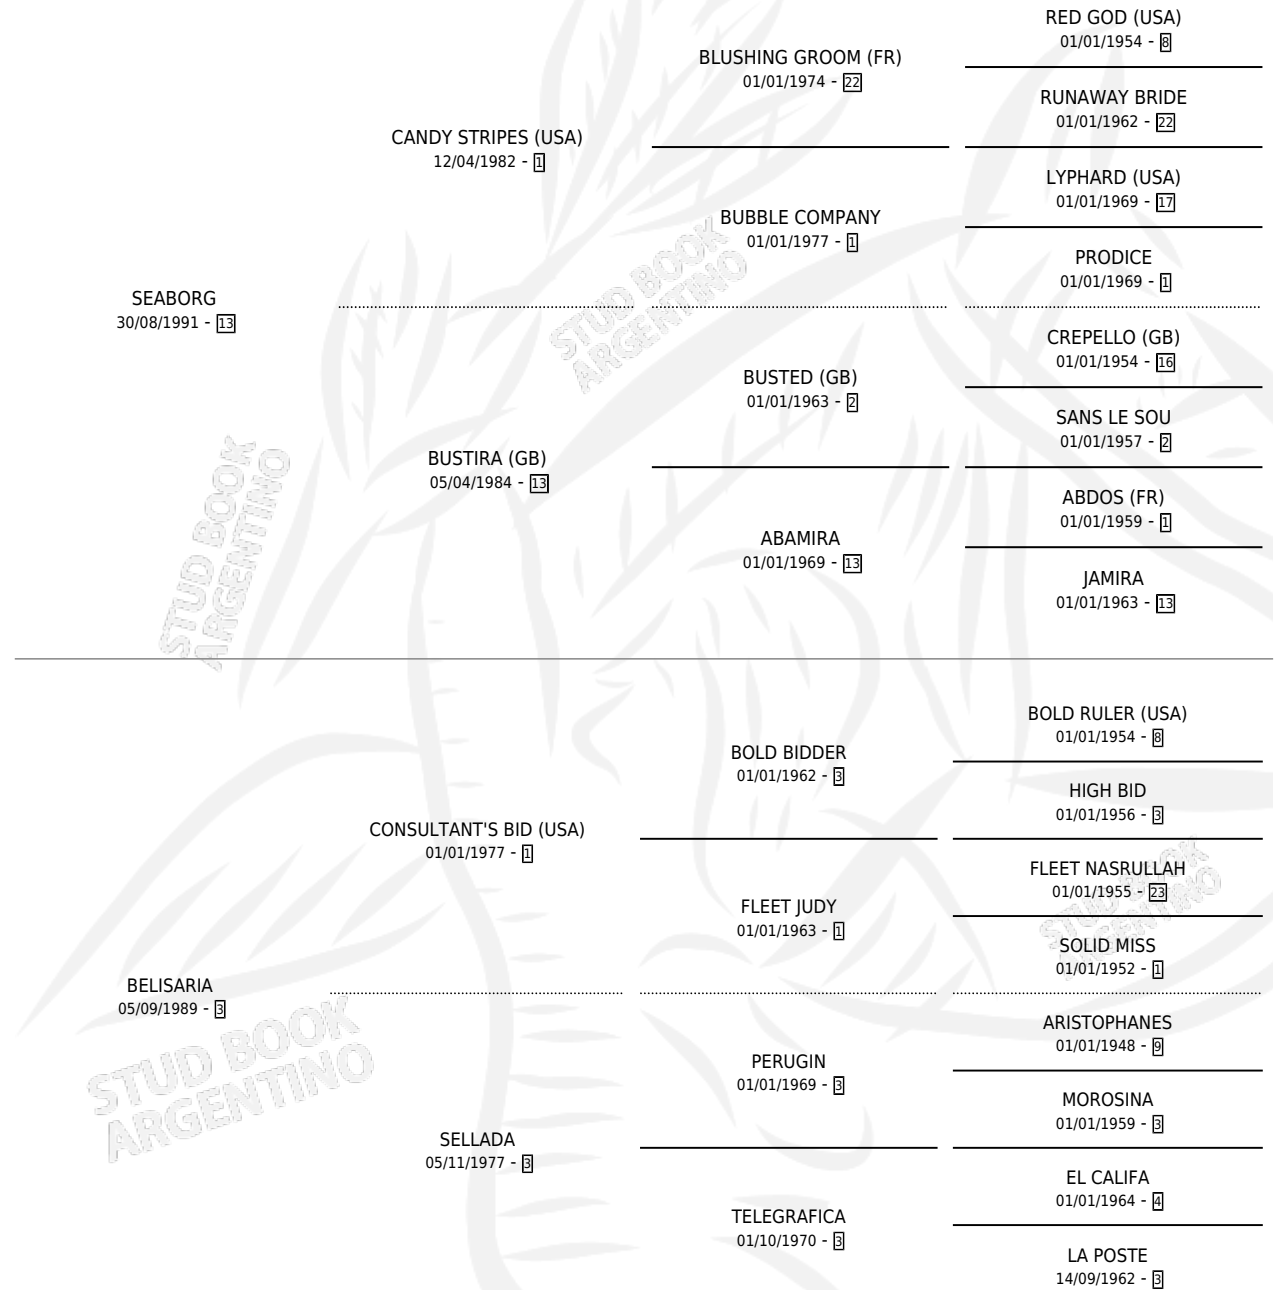 RED GOD (USA)
01/01/1954 - 8
BLUSHING GROOM (FR)
01/01/1974 - 22
RUNAWAY BRIDE
01/01/1962 - 22
CANDY STRIPES (USA)
12/04/1982 - 1
LYPHARD (USA)
01/01/1969 - 17
BUBBLE COMPANY
01/01/1977 - 1
PRODICE
01/01/1969 - 1
SEABORG
30/08/1991 - 13
STUD BOOK
ARGENTINO
CREPELLO (GB)
01/01/1954 - 16
BUSTED (GB)
01/01/1963 - 2
SANS LE SOU
01/01/1957 - 2
BUSTIRA (GB)
05/04/1984 - 13
ABDOS (FR)
01/01/1959 - 1
ABAMIRA
01/01/1969 - 13
JAMIRA
01/01/1963 - 13
STUD BOOK
ARGENTINO
BOLD RULER (USA)
01/01/1954 - 8
BOLD BIDDER
01/01/1962 - 3
HIGH BID
01/01/1956 - 3
CONSULTANT'S BID (USA)
01/01/1977 - 1
FLEET NASRULLAH
01/01/1955 - 23
FLEET JUDY
01/01/1963 - 1
SOLID MISS
01/01/1952 - 1
STUD BOOK
ARGENTINO
BELISARIA
05/09/1989 - 3
STUD BOOK
ARGENTINO
ARISTOPHANES
01/01/1948 - 9
PERUGIN
01/01/1969 - 3
MOROSINA
01/01/1959 - 3
SELLADA
05/11/1977 - 3
EL CALIFA
01/01/1964 - 4
TELEGRAFICA
01/10/1970 - 3
LA POSTE
14/09/1962 - 3